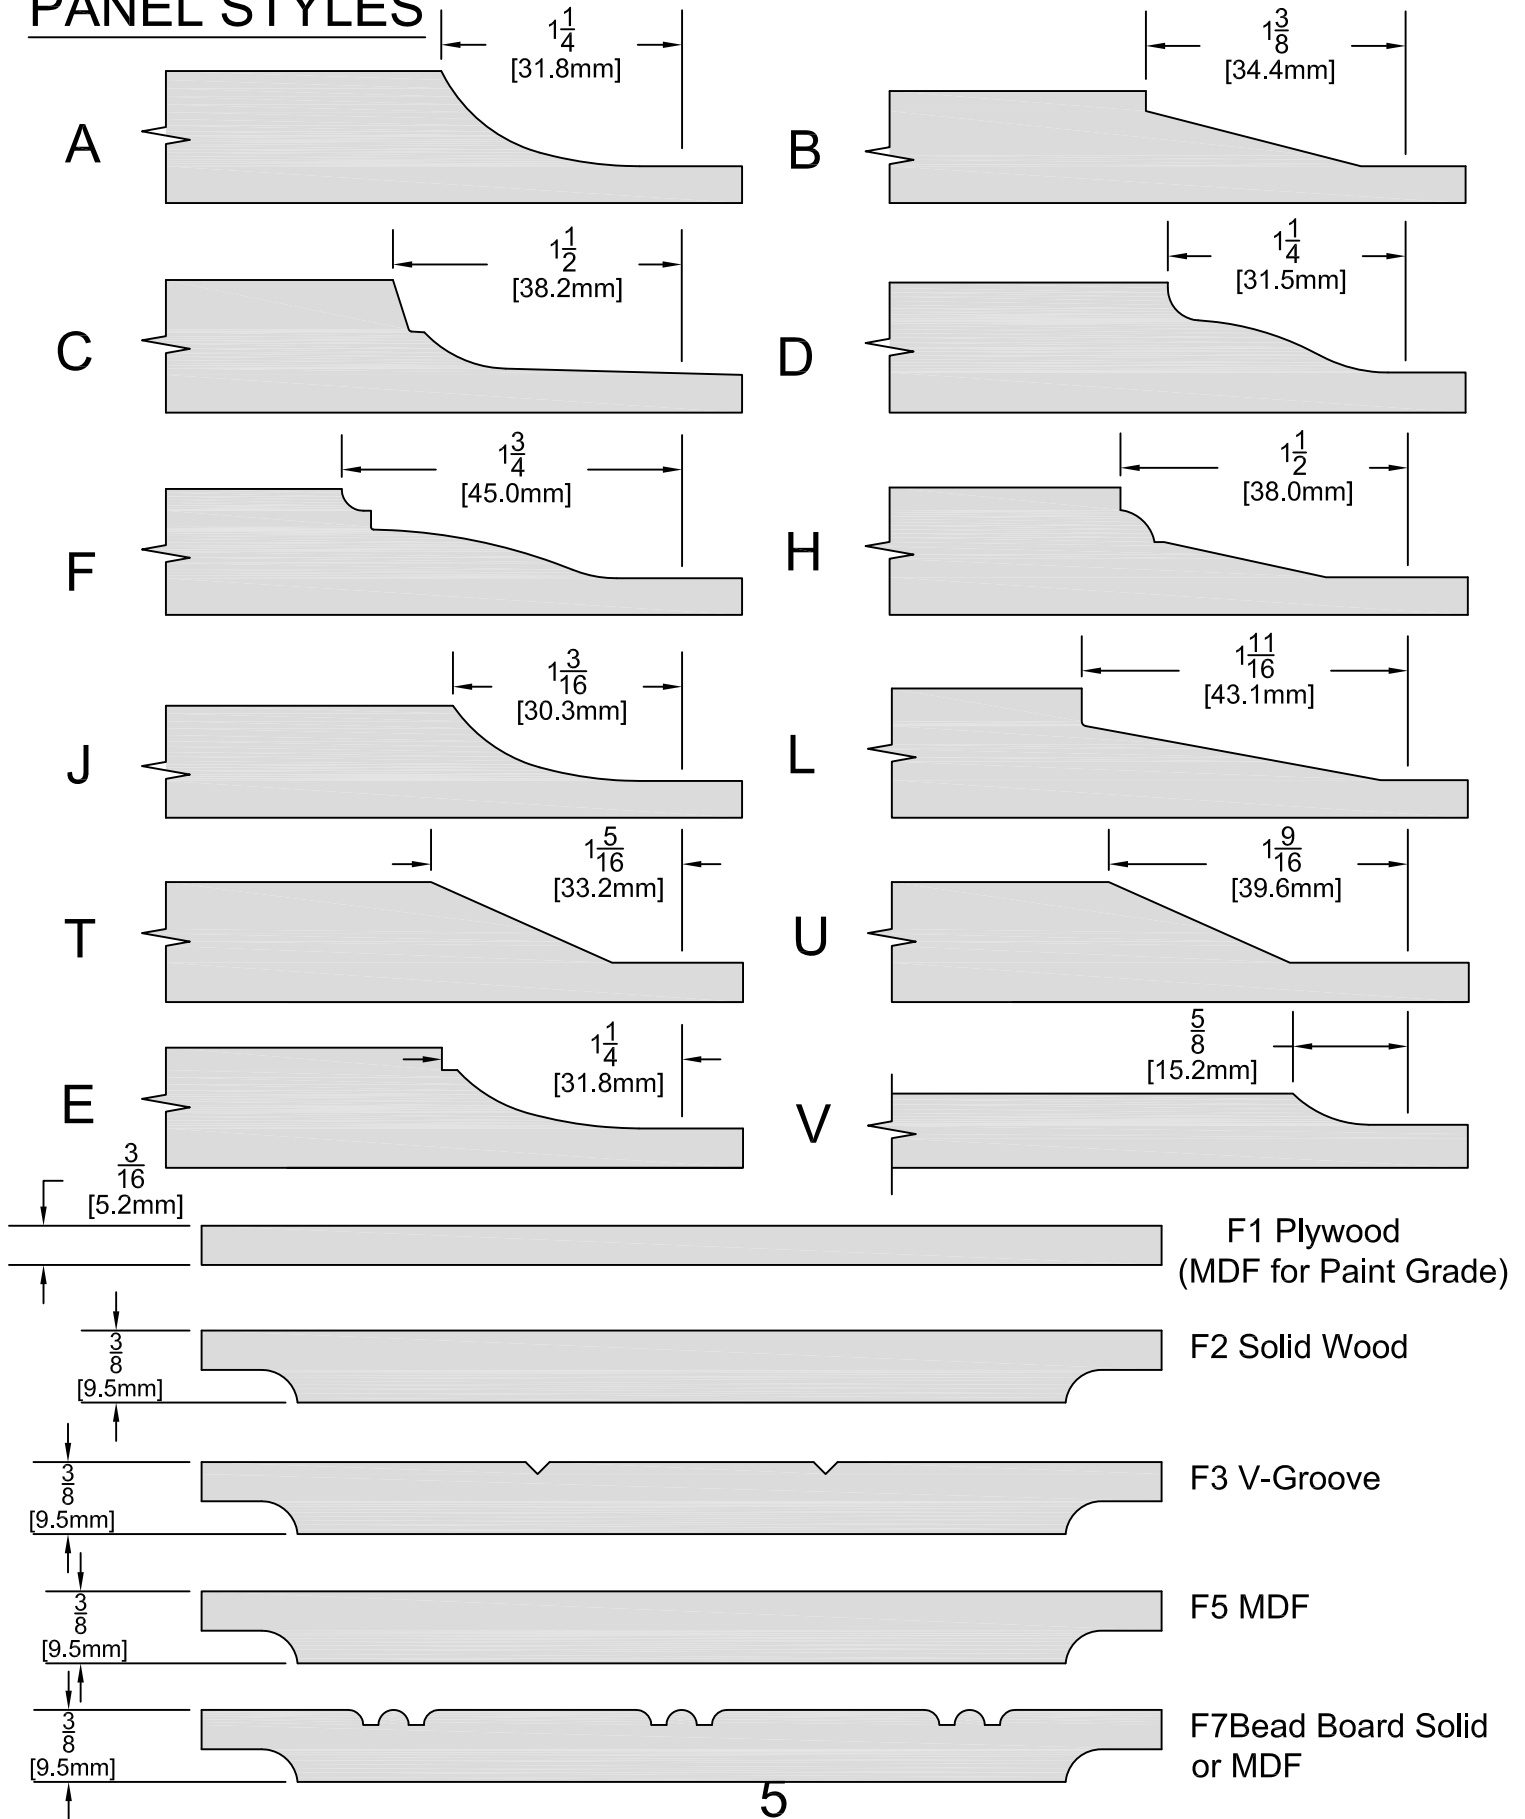 PANEL STYLES
A
1 1/4
[31.8mm]
B
1 3/8
[34.4mm]
C
1 1/2
[38.2mm]
D
1 1/4
[31.5mm]
F
1 3/4
[45.0mm]
H
1 1/2
[38.0mm]
J
1 3/16
[30.3mm]
L
1 11/16
[43.1mm]
T
1 5/16
[33.2mm]
U
1 9/16
[39.6mm]
E
1 1/4
[31.8mm]
V
5/8
[15.2mm]
3/16
[5.2mm]
F1 Plywood
(MDF for Paint Grade)
3/8
[9.5mm]
F2 Solid Wood
3/8
[9.5mm]
F3 V-Groove
3/8
[9.5mm]
F5 MDF
3/8
[9.5mm]
F7Bead Board Solid
or MDF
5